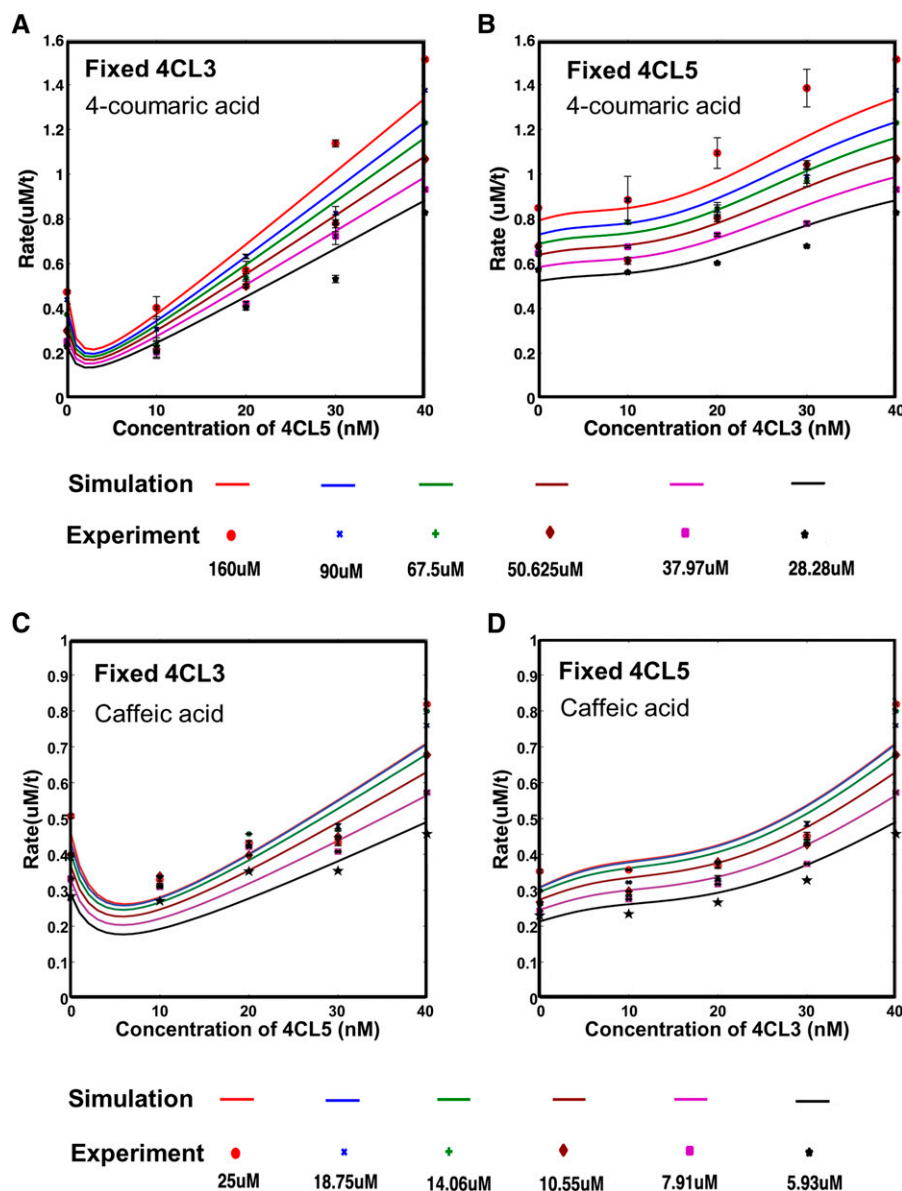 A
Fixed 4CL3
4-coumaric acid
Rate(uM/t)
1.6
1.4
1.2
1
0.8
0.6
0.4
0.2
0
0 10 20 30 40
Concentration of 4CL5 (nM)
B
Fixed 4CL5
4-coumaric acid
Rate (uM/t)
1.6
1.4
1.2
1
0.8
0.6
0.4
0.2
0
0 10 20 30 40
Concentration of 4CL3 (nM)
Simulation
Experiment
160uM 90uM 67.5uM 50.625uM 37.97uM 28.28uM
C
Fixed 4CL3
Caffeic acid
Rate(uM/t)
1
0.9
0.8
0.7
0.6
0.5
0.4
0.3
0.2
0.1
0
0 10 20 30 40
Concentration of 4CL5 (nM)
D
Fixed 4CL5
Caffeic acid
Rate(uM/t)
1
0.9
0.8
0.7
0.6
0.5
0.4
0.3
0.2
0.1
0
0 10 20 30 40
Concentration of 4CL3 (nM)
Simulation
Experiment
25uM 18.75uM 14.06uM 10.55uM 7.91uM 5.93uM